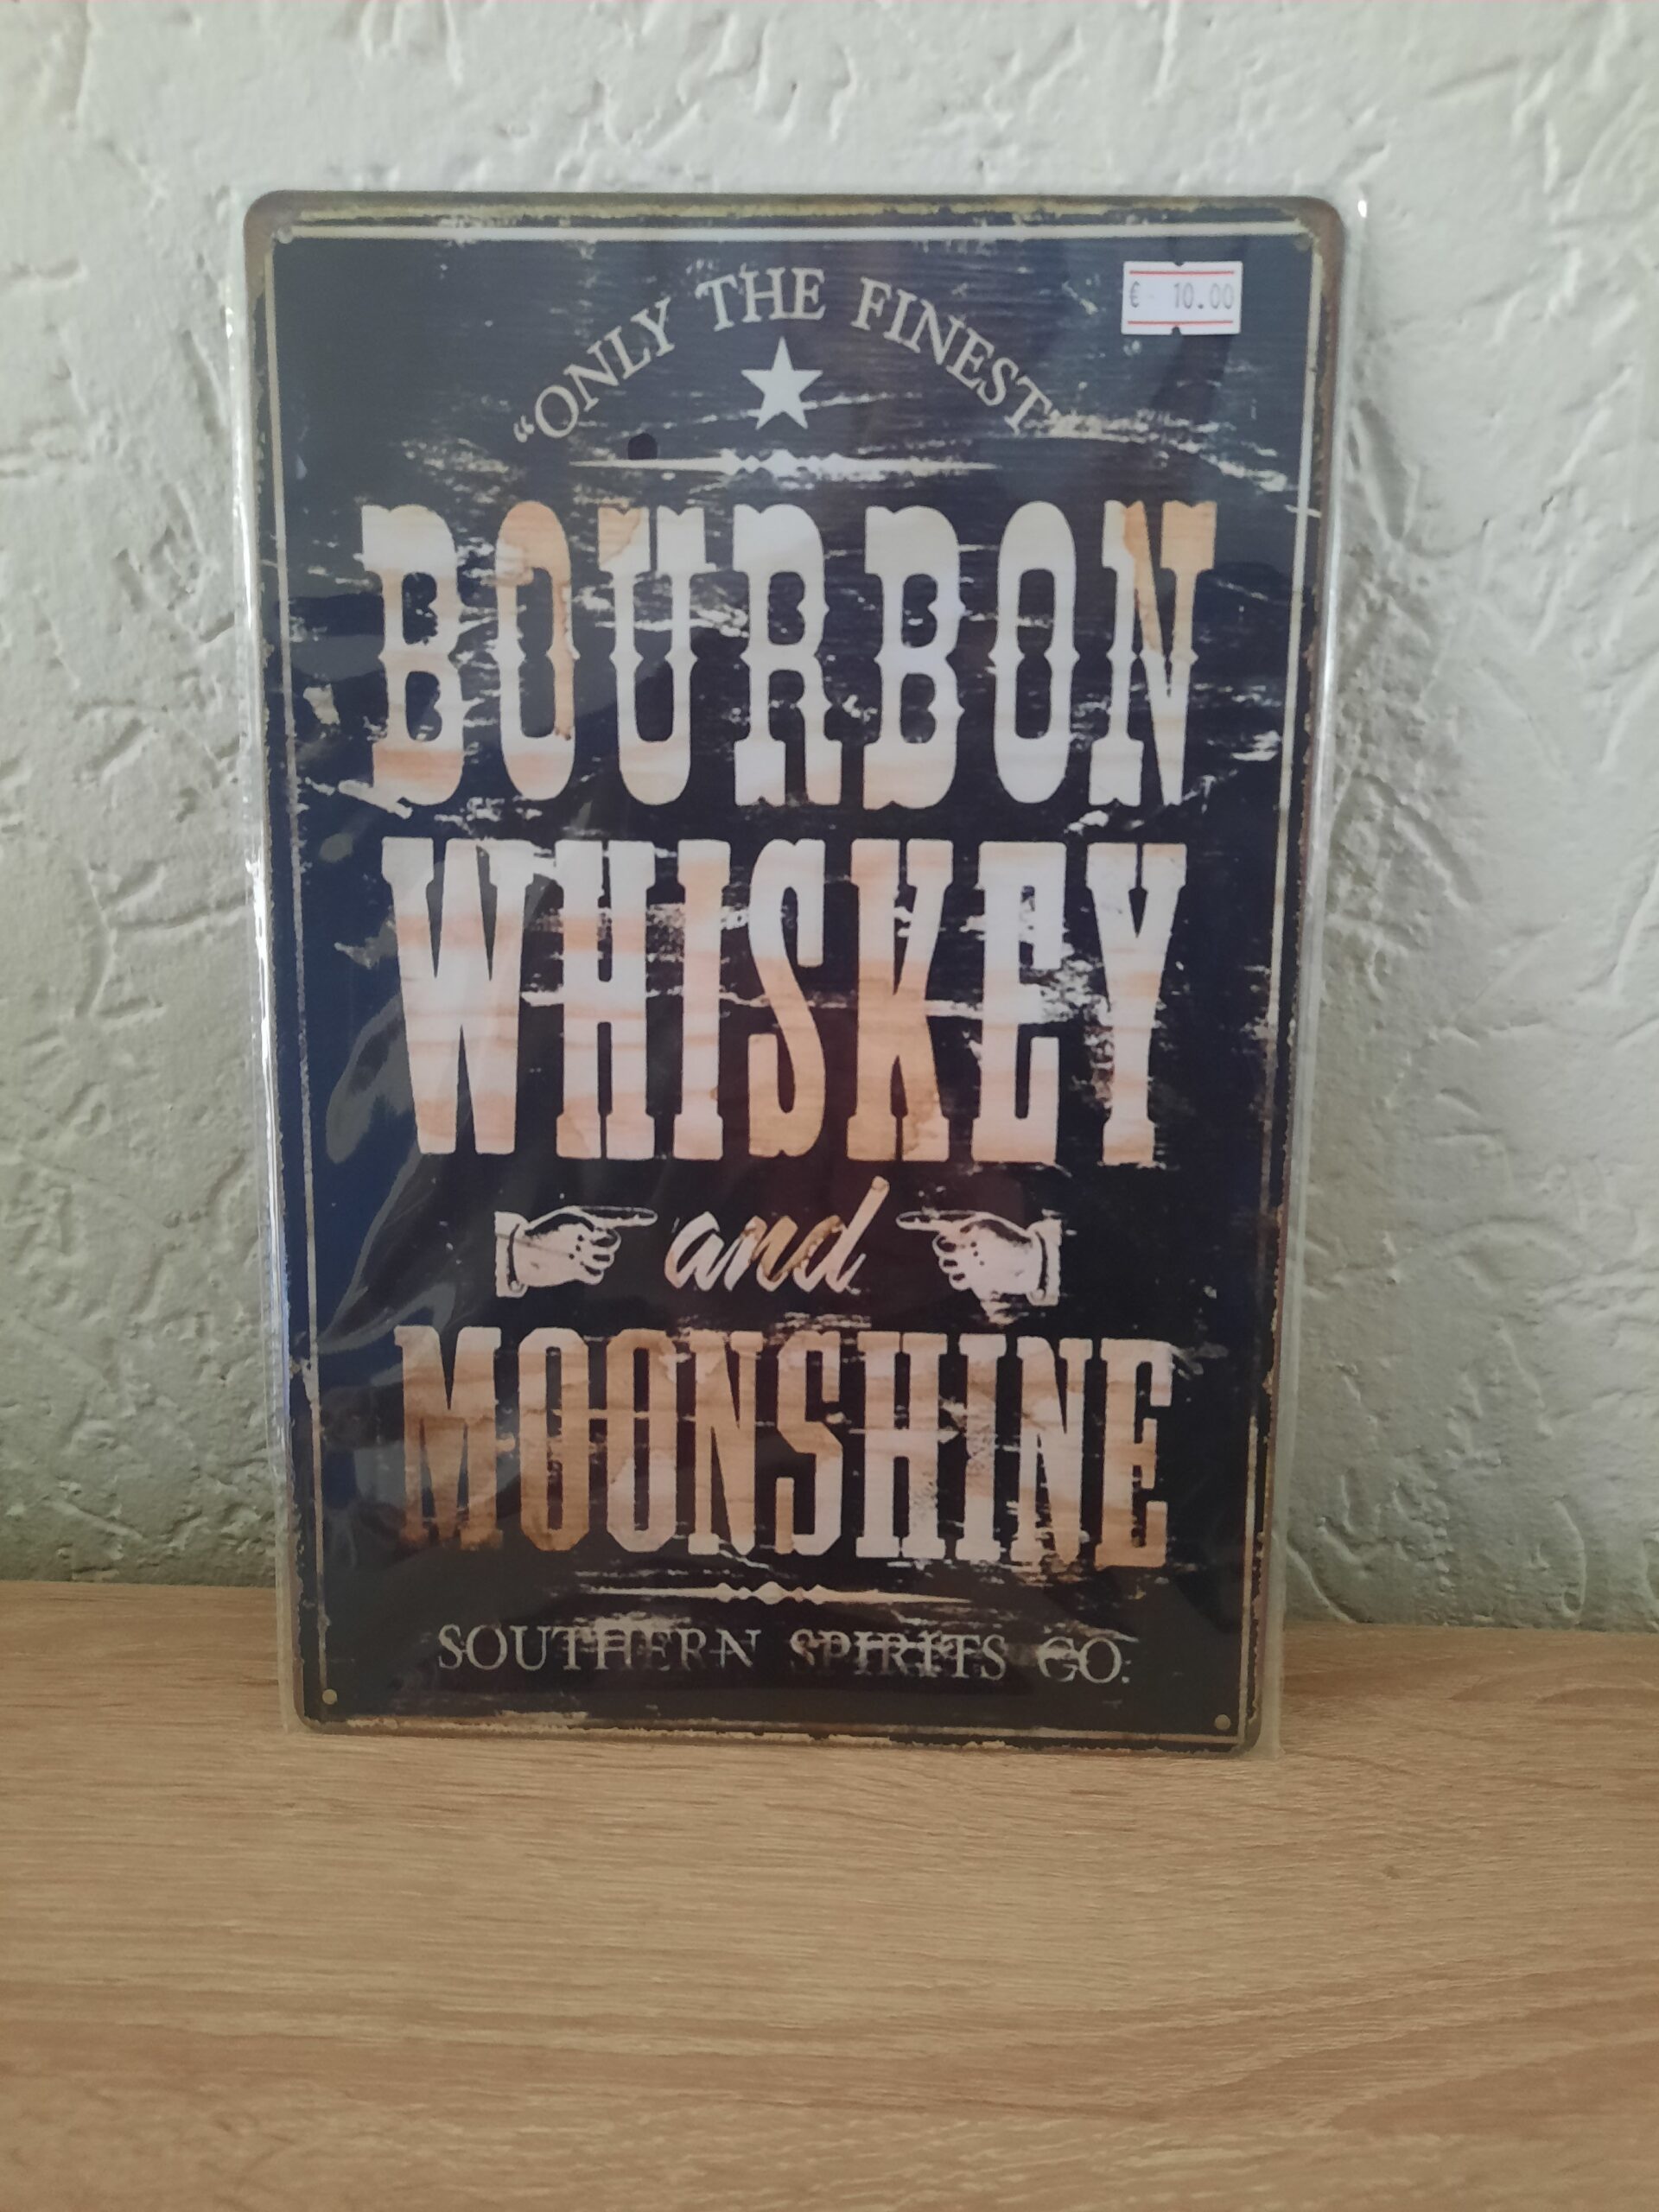 "ONLY THE FINEST"
€ 10.00
BOURBON
WHISKEY
and
MOONSHINE
SOUTHERN SPIRITS CO.